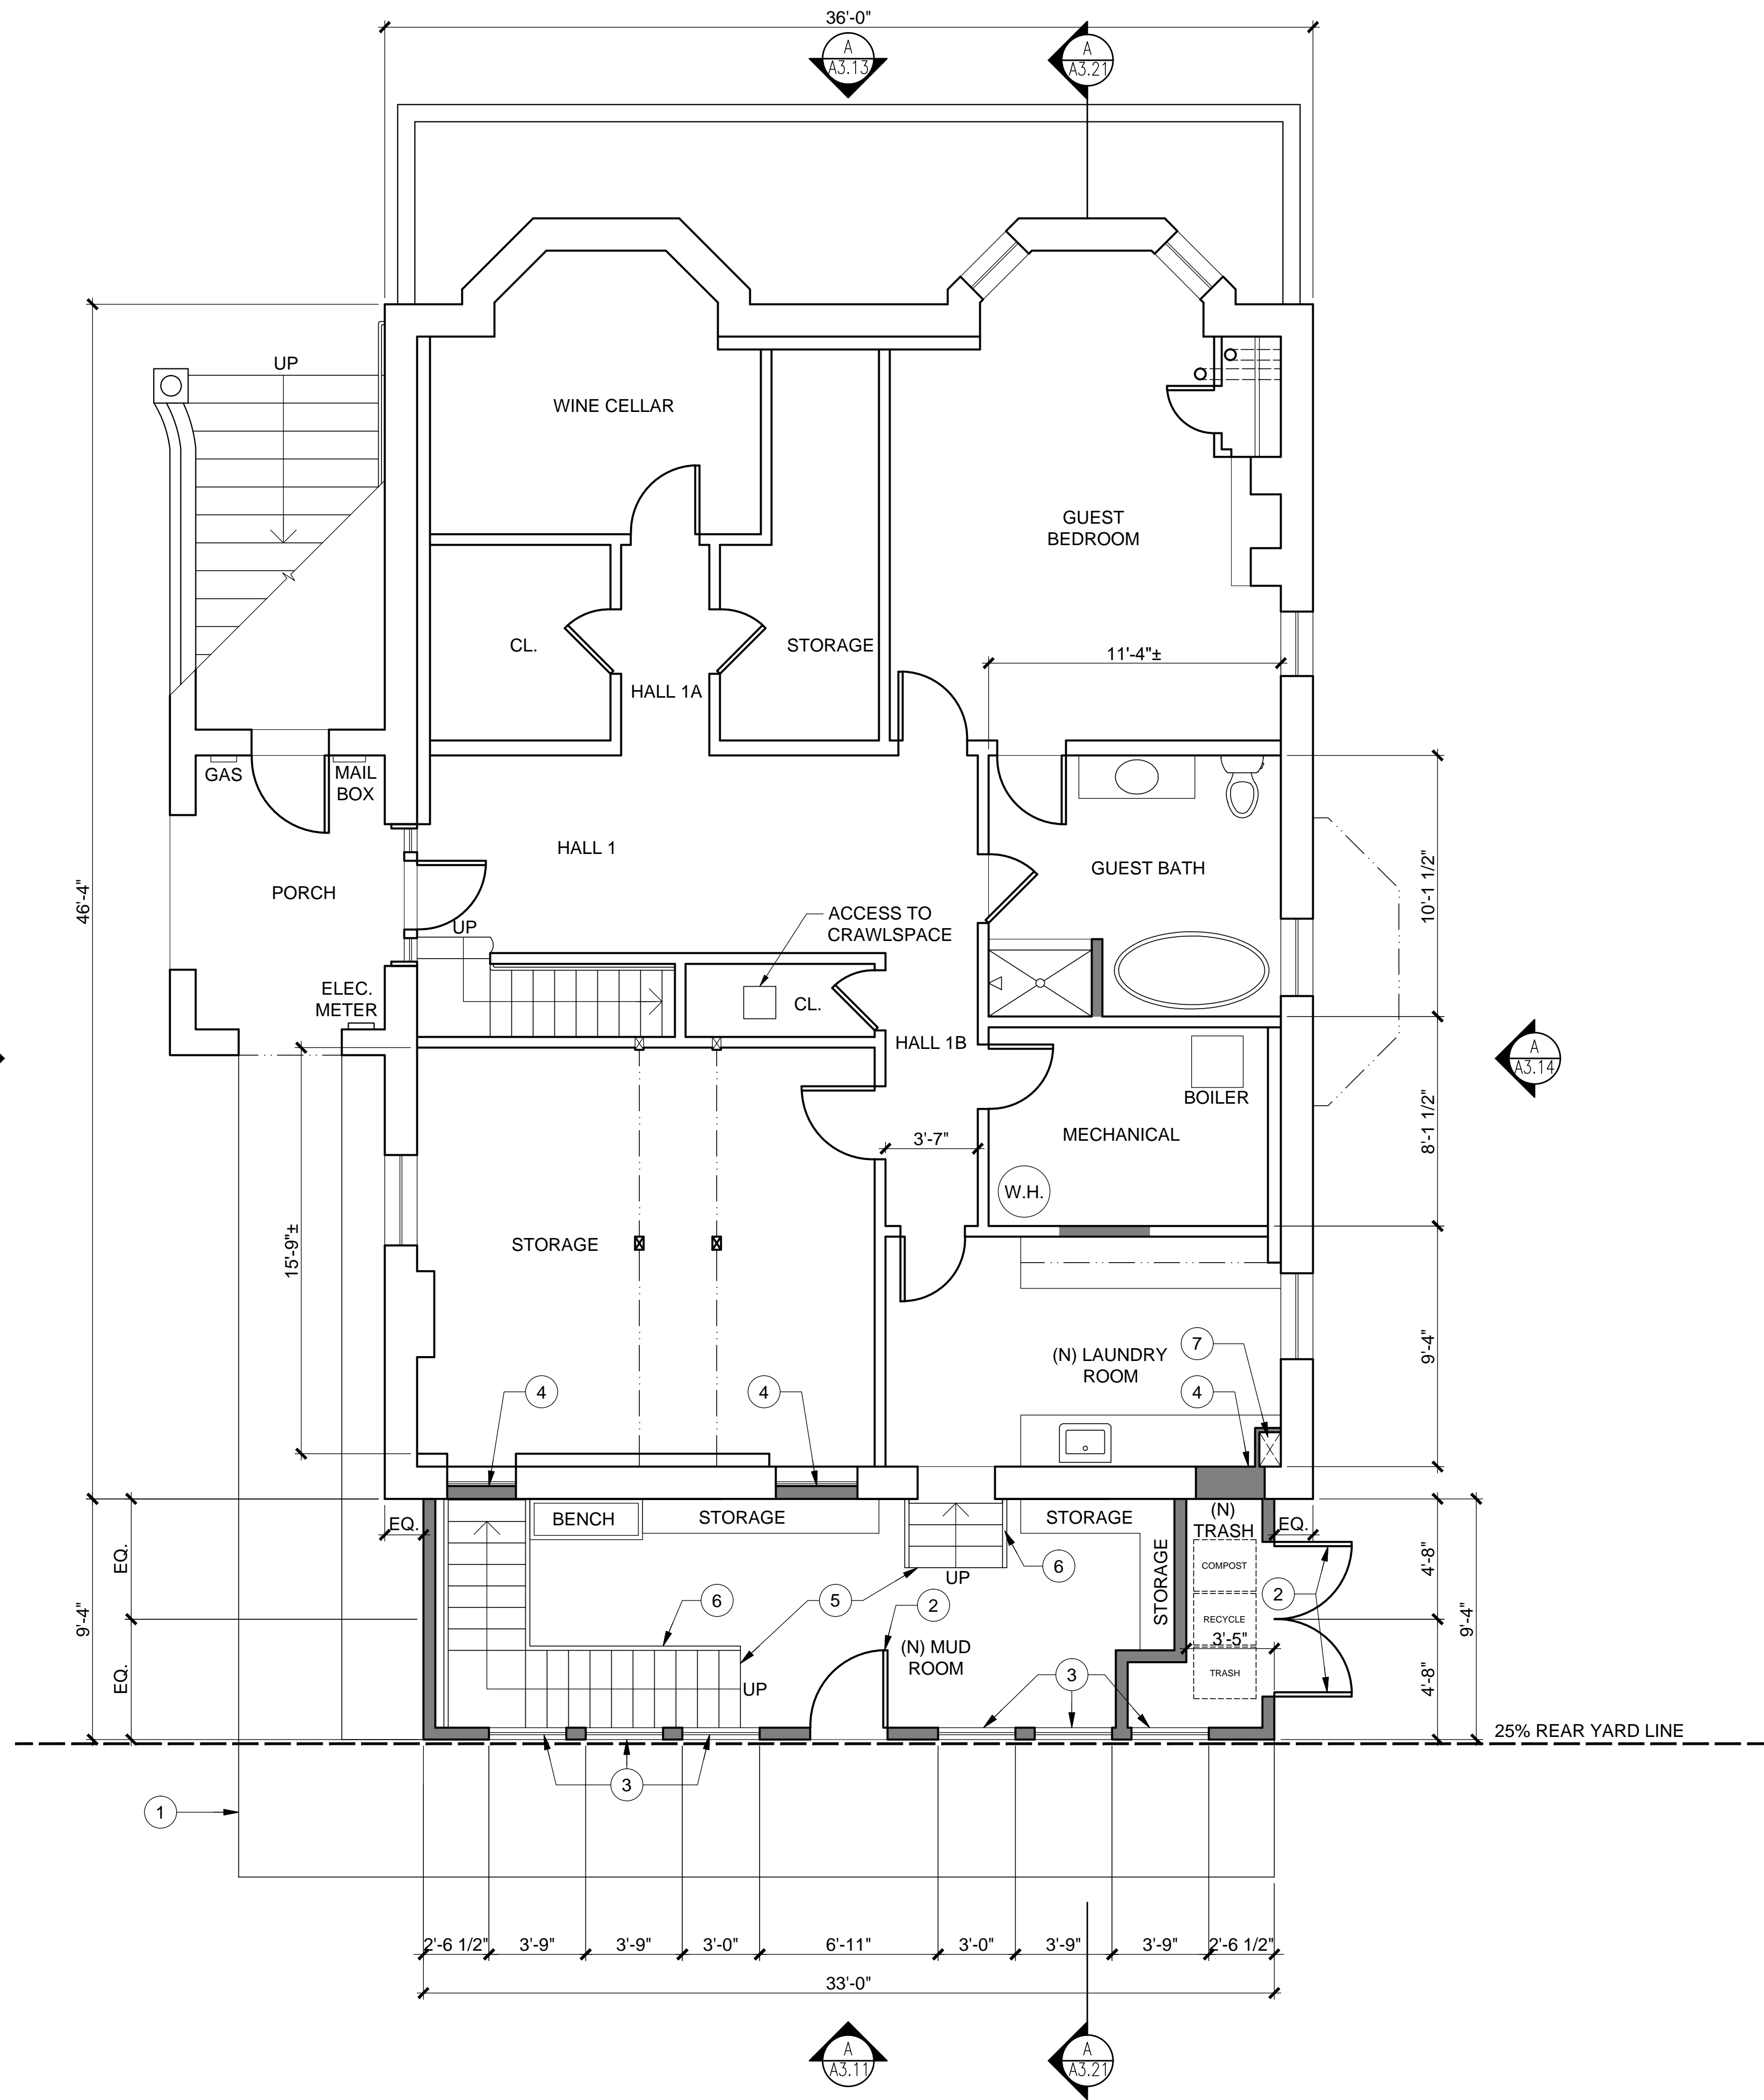 36'-0"
A
A3.13
A
A3.21
UP
WINE CELLAR
GUEST
BEDROOM
CL.
STORAGE
11'-4"±
HALL 1A
GAS
MAIL
BOX
HALL 1
GUEST BATH
10'-1 1/2"
46'-4"
PORCH
UP
ACCESS TO
CRAWLSPACE
ELEC.
METER
CL.
HALL 1B
A
A3.14
BOILER
8'-1 1/2"
MECHANICAL
3'-7"
W.H.
STORAGE
15'-9"±
9'-4"
(N) LAUNDRY
ROOM
7
4
4
4
EQ.
BENCH
STORAGE
STORAGE
(N)
TRASH
EQ.
EQ.
COMPOST
4'-8"
6
UP
STORAGE
6
5
2
2
RECYCLE
9'-4"
9'-4"
3'-5"
(N) MUD
ROOM
EQ.
UP
3
TRASH
4'-8"
25% REAR YARD LINE
3
1
2'-6 1/2"
3'-9"
3'-9"
3'-0"
6'-11"
3'-0"
3'-9"
3'-9"
2'-6 1/2"
33'-0"
A
A3.11
A
A3.21